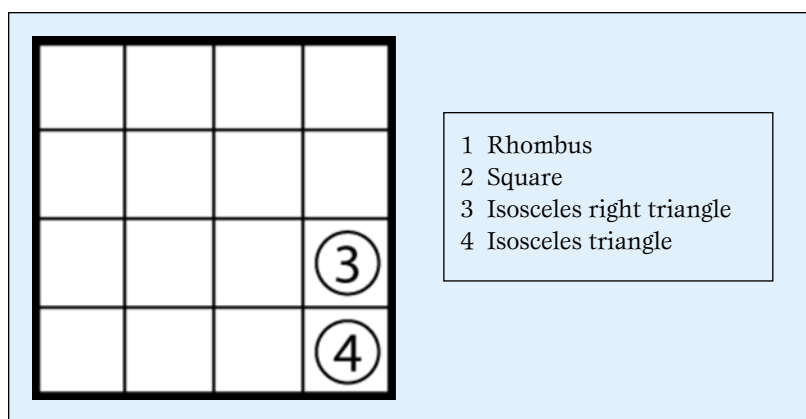 ③
④
1 Rhombus
2 Square
3 Isosceles right triangle
4 Isosceles triangle